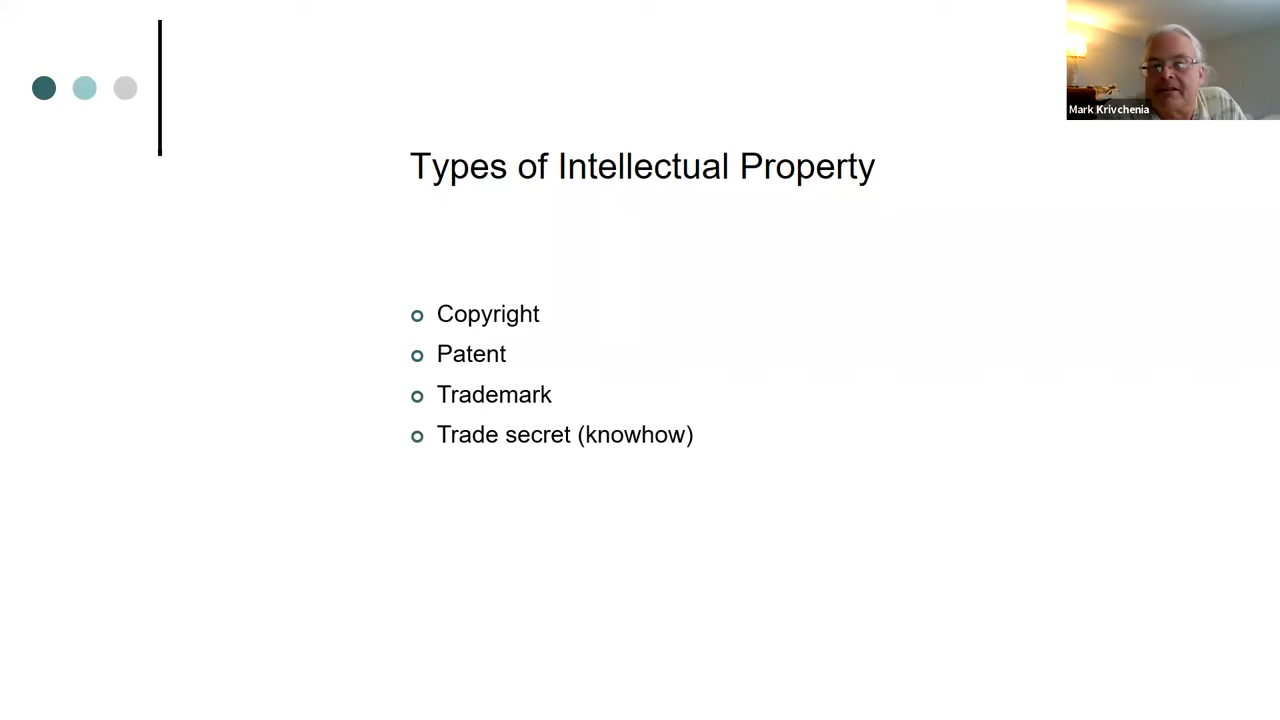 Mark Krivchenia
Types of Intellectual Property
Copyright
Patent
Trademark
Trade secret (knowhow)